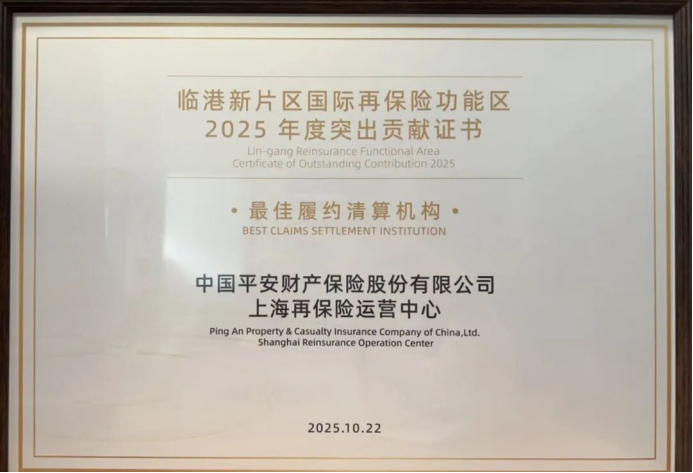 临港新片区国际再保险功能区
2025 年度突出贡献证书
Lin-gang Reinsurance Functional Area
Certificate of Outstanding Contribution 2025
• 最佳履约清算机构 •
BEST CLAIMS SETTLEMENT INSTITUTION
中国平安财产保险股份有限公司
上海再保险运营中心
Ping An Property & Casualty Insurance Company of China,Ltd.
Shanghai Reinsurance Operation Center
2025.10.22